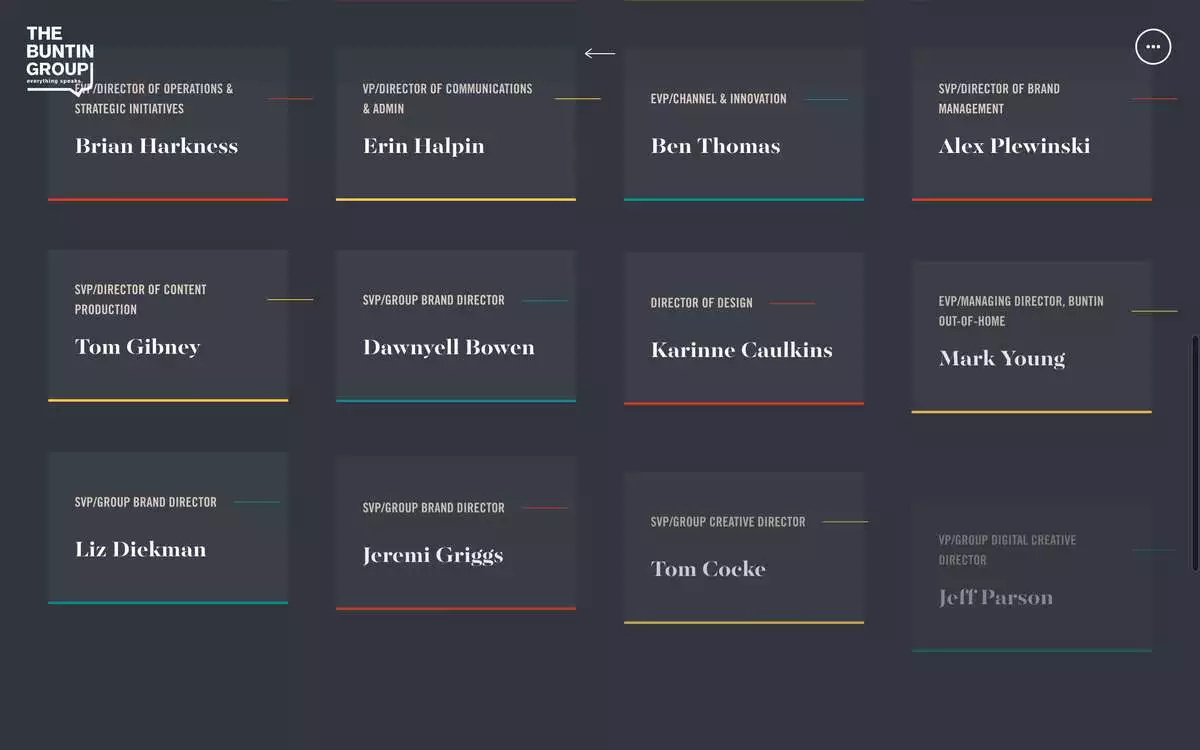 THE
BUNTIN
GROUP
everything speaks.
EVP/DIRECTOR OF OPERATIONS &
STRATEGIC INITIATIVES
Brian Harkness
VP/DIRECTOR OF COMMUNICATIONS
& ADMIN
Erin Halpin
EVP/CHANNEL & INNOVATION
Ben Thomas
SVP/DIRECTOR OF BRAND
MANAGEMENT
Alex Plewinski
SVP/DIRECTOR OF CONTENT
PRODUCTION
Tom Gibney
SVP/GROUP BRAND DIRECTOR
Dawnyell Bowen
DIRECTOR OF DESIGN
Karinne Caulkins
EVP/MANAGING DIRECTOR, BUNTIN
OUT-OF-HOME
Mark Young
SVP/GROUP BRAND DIRECTOR
Liz Diekman
SVP/GROUP BRAND DIRECTOR
Jeremi Griggs
SVP/GROUP CREATIVE DIRECTOR
Tom Cocke
VP/GROUP DIGITAL CREATIVE
DIRECTOR
Jeff Parson